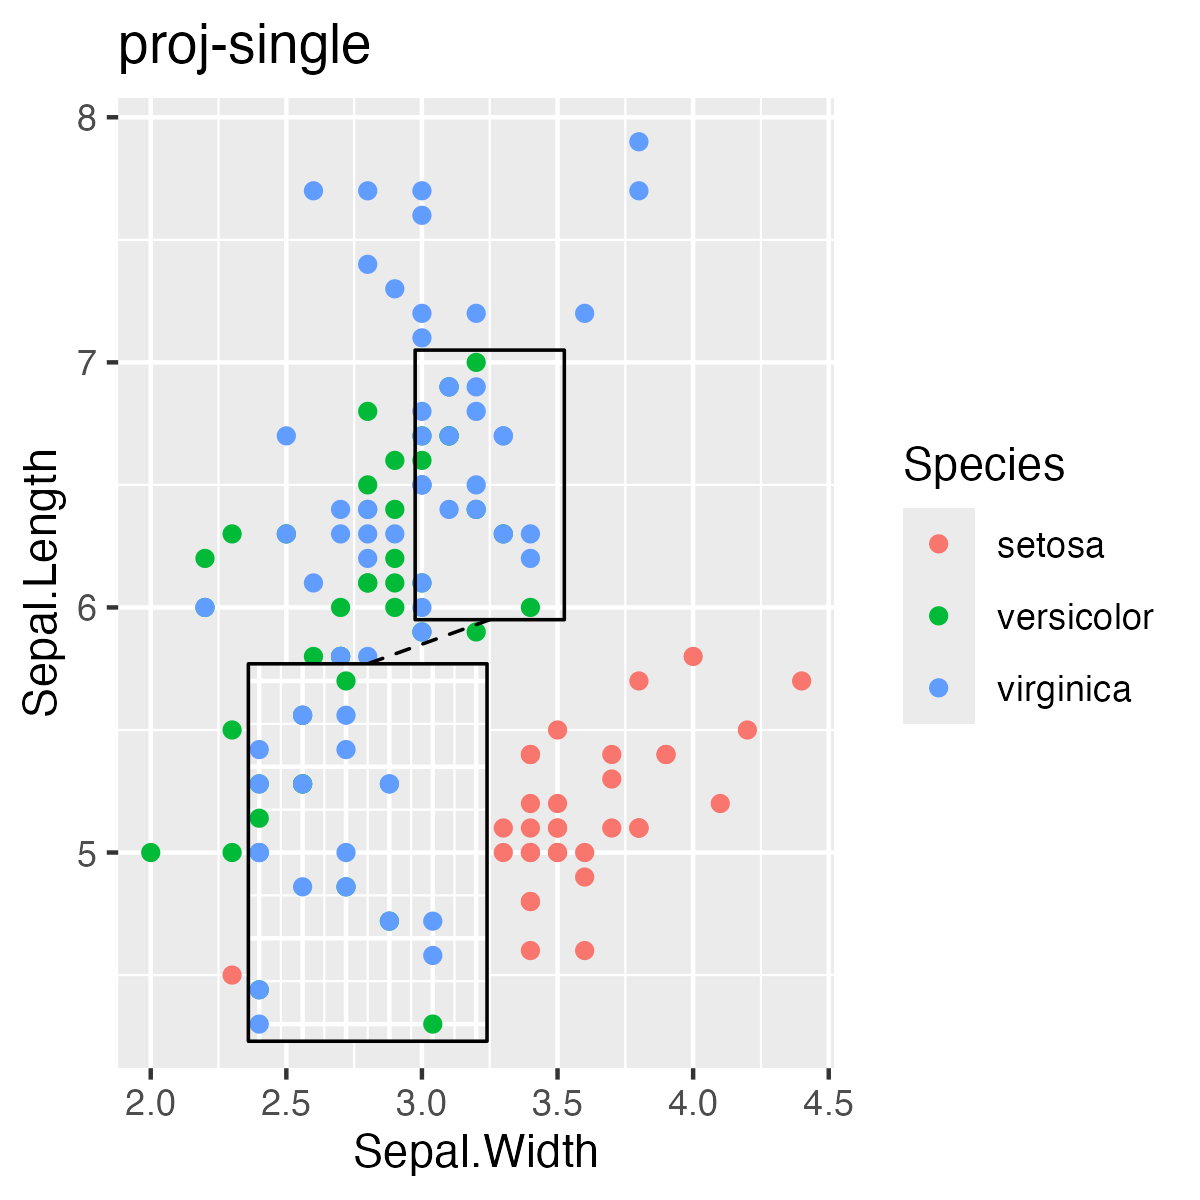 proj-single
8
7
6
5
Sepal.Length
2.0 2.5 3.0 3.5 4.0 4.5
Sepal.Width
Species
setosa
versicolor
virginica